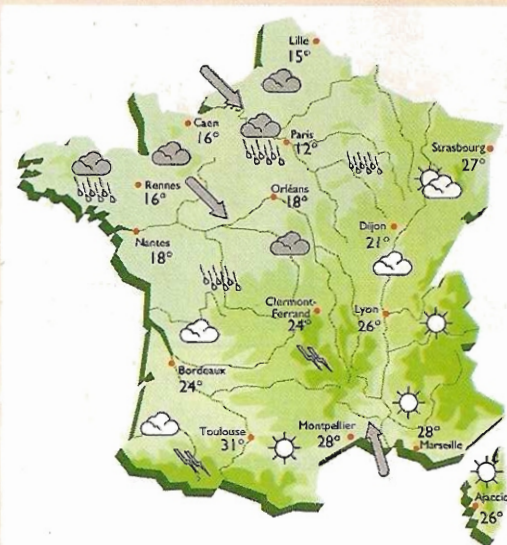 Lille
15°
Caen
16°
Paris
12°
Strasbourg
27°
Rennes
16°
Orléans
18°
Dijon
21°
Nantes
18°
Clermont-
Ferrand
24°
Lyon
26°
Bordeaux
24°
Toulouse
31°
Montpellier
28°
28°
Marseille
Ajaccio
26°